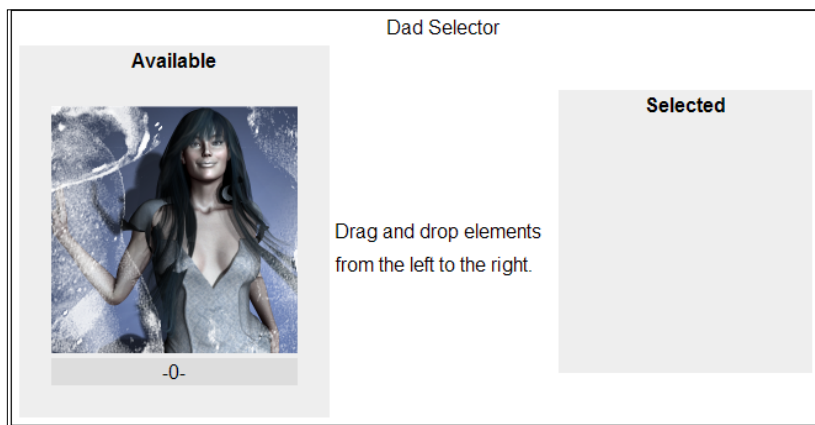 Dad Selector
Available
-0-
Drag and drop elements
from the left to the right.
Selected